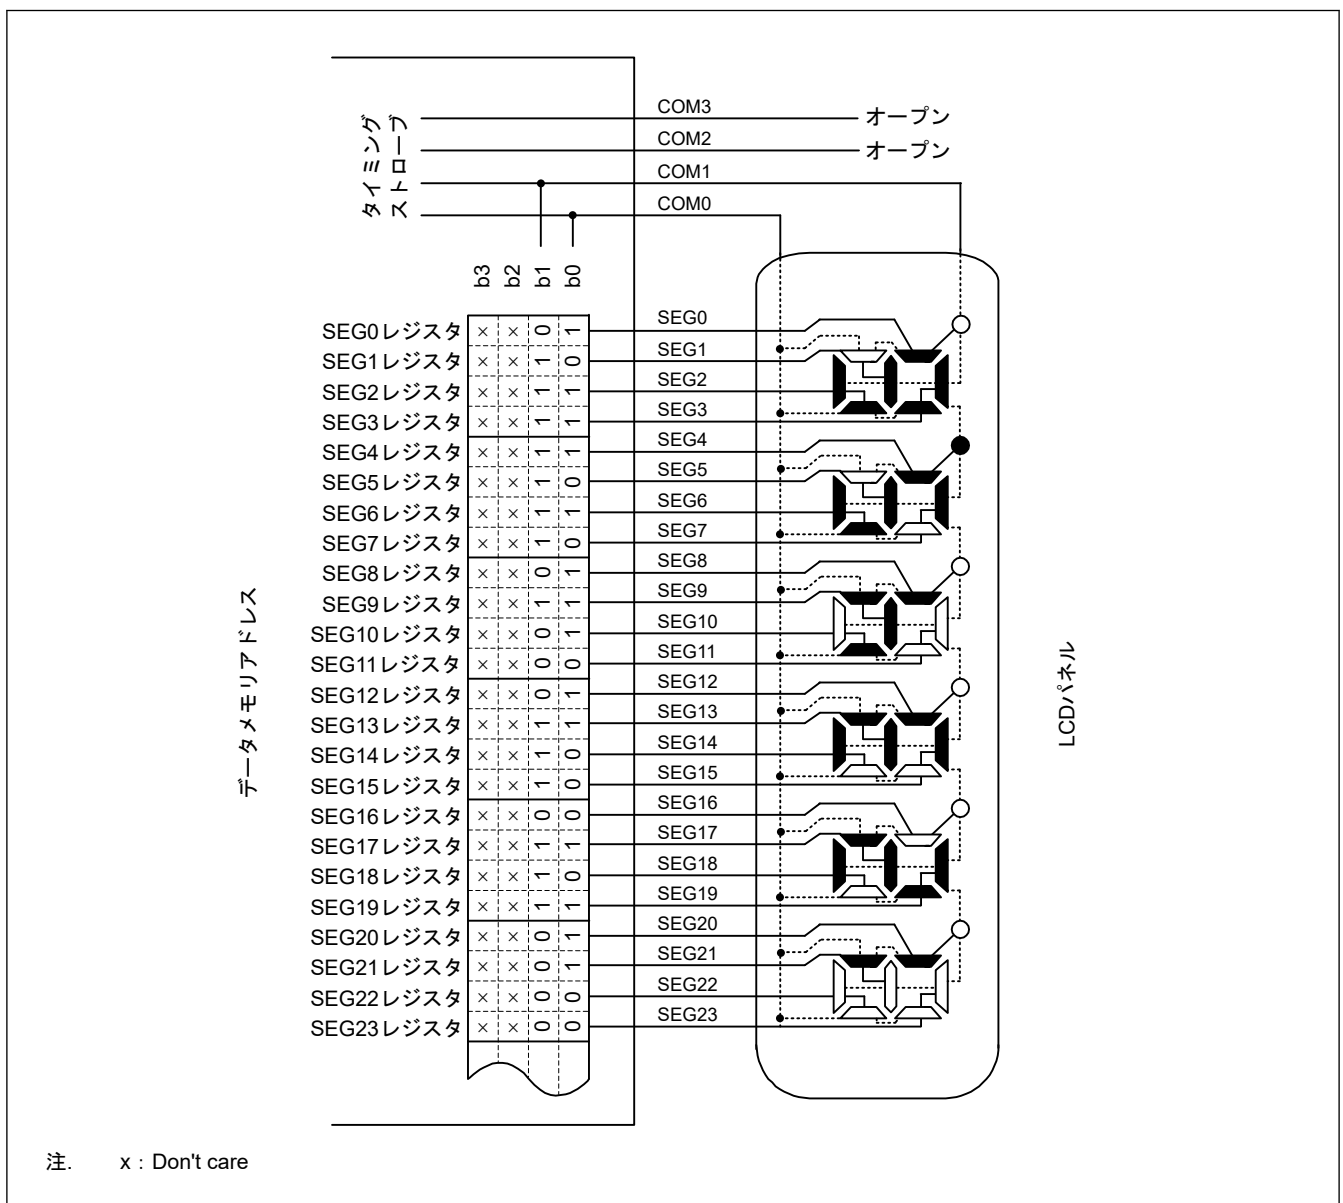 COM3
オープン
COM2
オープン
COM1
COM0
タイミング
ストローブ
b3 b2 b1 b0
SEG0レジスタ × × 0 1 SEG0
SEG1レジスタ × × 1 0 SEG1
SEG2レジスタ × × 1 1 SEG2
SEG3レジスタ × × 1 1 SEG3
SEG4レジスタ × × 1 1 SEG4
SEG5レジスタ × × 1 0 SEG5
SEG6レジスタ × × 1 1 SEG6
SEG7レジスタ × × 1 0 SEG7
SEG8レジスタ × × 0 1 SEG8
SEG9レジスタ × × 1 1 SEG9
SEG10レジスタ × × 0 1 SEG10
SEG11レジスタ × × 0 0 SEG11
SEG12レジスタ × × 0 1 SEG12
SEG13レジスタ × × 1 1 SEG13
SEG14レジスタ × × 1 0 SEG14
SEG15レジスタ × × 1 0 SEG15
SEG16レジスタ × × 0 0 SEG16
SEG17レジスタ × × 1 1 SEG17
SEG18レジスタ × × 1 0 SEG18
SEG19レジスタ × × 1 1 SEG19
SEG20レジスタ × × 0 1 SEG20
SEG21レジスタ × × 0 1 SEG21
SEG22レジスタ × × 0 0 SEG22
SEG23レジスタ × × 0 0 SEG23
データメモリアドレス
LCDパネル
注. x : Don't care